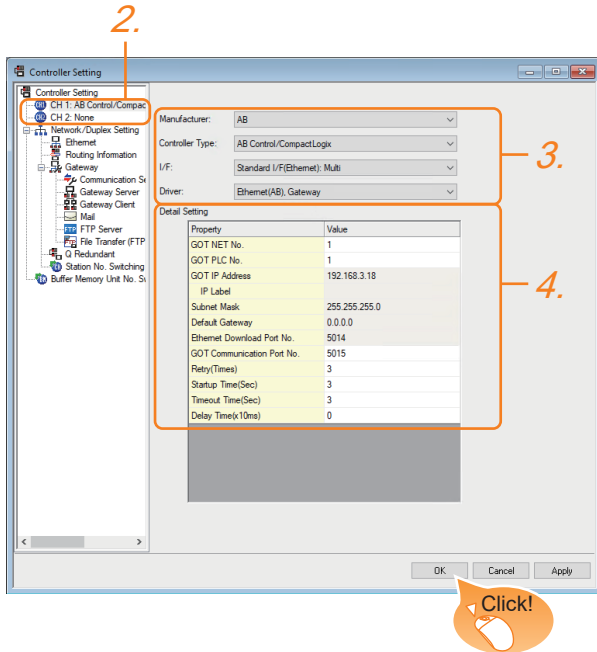 2.
Controller Setting
Controller Setting
CH1 CH 1: AB Control/Compac
CH2 CH 2: None
Network/Duplex Setting
Ethernet
Routing Information
Gateway
Communication Se
Gateway Server
Gateway Client
Mail
FTP FTP Server
File Transfer (FTP
Q Redundant
Station No. Switching
Buffer Memory Unit No. Sw
Manufacturer: AB
Controller Type: AB Control/CompactLogix
I/F: Standard I/F(Ethernet): Multi
Driver: Ethernet(AB), Gateway
3.
Detail Setting
Property Value
GOT NET No. 1
GOT PLC No. 1
GOT IP Address 192.168.3.18
IP Label
Subnet Mask 255.255.255.0
Default Gateway 0.0.0.0
Ethernet Download Port No. 5014
GOT Communication Port No. 5015
Retry(Times) 3
Startup Time(Sec) 3
Timeout Time(Sec) 3
Delay Time(x10ms) 0
4.
OK Cancel Apply
Click!